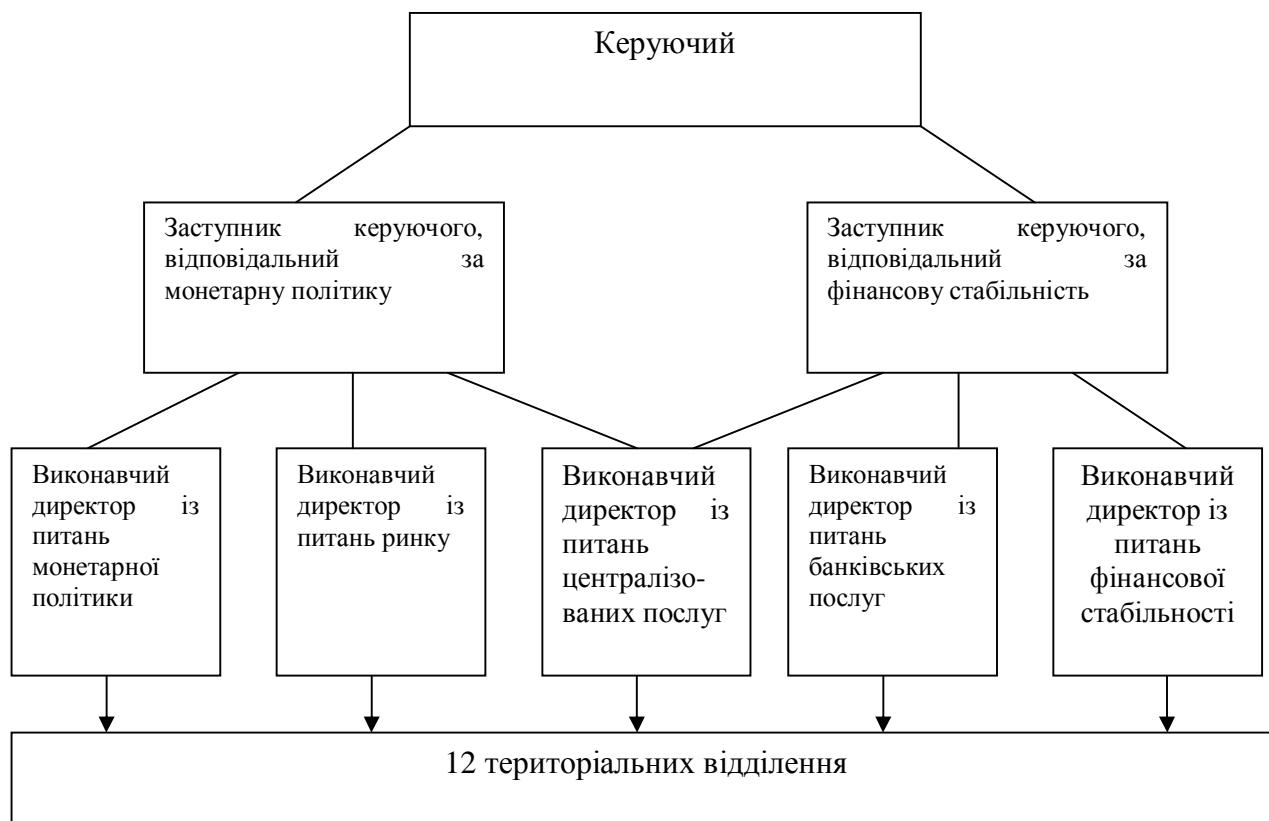 Керуючий
Заступник керуючого,
відповідальний за
монетарну політику
Заступник керуючого,
відповідальний за
фінансову стабільність
Виконавчий
директор із
питань
монетарної
політики
Виконавчий
директор із
питань ринку
Виконавчий
директор із
питань
централізо-
ваних послуг
Виконавчий
директор із
питань
банківських
послуг
Виконавчий
директор із
питань
фінансової
стабільності
12 територіальних відділення